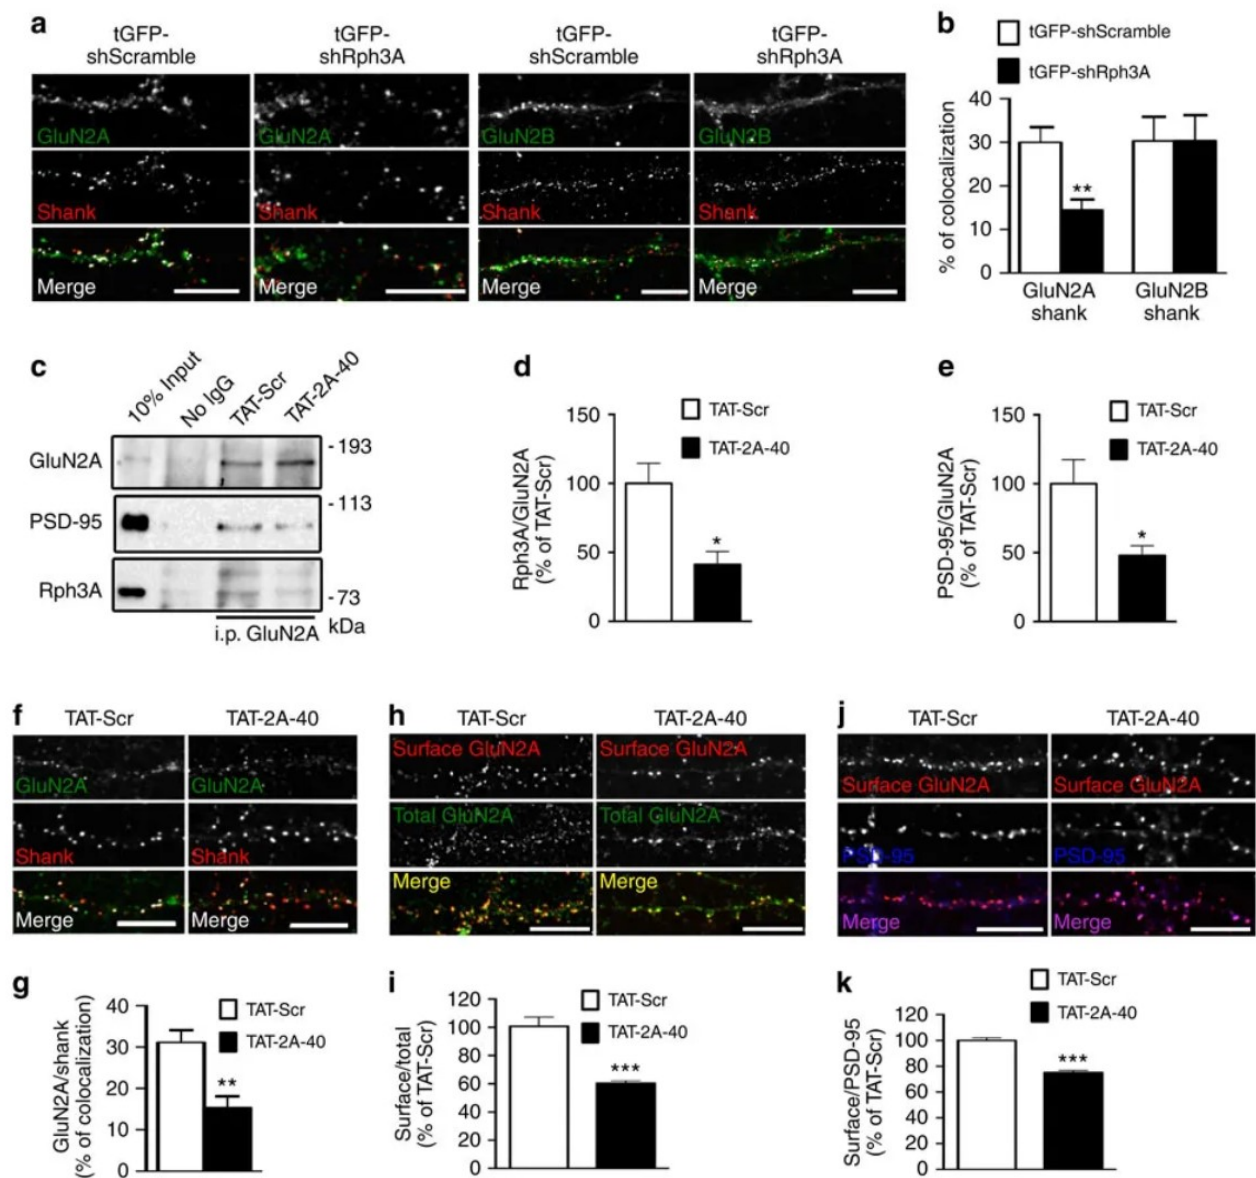 a
tGFP-
shScramble
tGFP-
shRph3A
tGFP-
shScramble
tGFP-
shRph3A
GluN2A
GluN2A
GluN2B
GluN2B
Shank
Shank
Shank
Shank
Merge
Merge
Merge
Merge
b
tGFP-shScramble
tGFP-shRph3A
% of colocalization
40
30
20
10
0
**
GluN2A
shank
GluN2B
shank
c
10% Input
No IgG
TAT-Scr
TAT-2A-40
GluN2A
PSD-95
Rph3A
-193
-113
-73
kDa
i.p. GluN2A
d
TAT-Scr
TAT-2A-40
Rph3A/GluN2A
(% of TAT-Scr)
150
100
50
0
*
e
TAT-Scr
TAT-2A-40
PSD-95/GluN2A
(% of TAT-Scr)
150
100
50
0
*
f
TAT-Scr
TAT-2A-40
GluN2A
GluN2A
Shank
Shank
Merge
Merge
h
TAT-Scr
TAT-2A-40
Surface GluN2A
Surface GluN2A
Total GluN2A
Total GluN2A
Merge
Merge
j
TAT-Scr
TAT-2A-40
Surface GluN2A
Surface GluN2A
PSD-95
PSD-95
Merge
Merge
g
TAT-Scr
TAT-2A-40
GluN2A/shank
(% of colocalization)
40
30
20
10
0
**
i
TAT-Scr
TAT-2A-40
Surface/total
(% of TAT-Scr)
120
100
80
60
40
20
0
***
k
TAT-Scr
TAT-2A-40
Surface/PSD-95
(% of TAT-Scr)
120
100
80
60
40
20
0
***